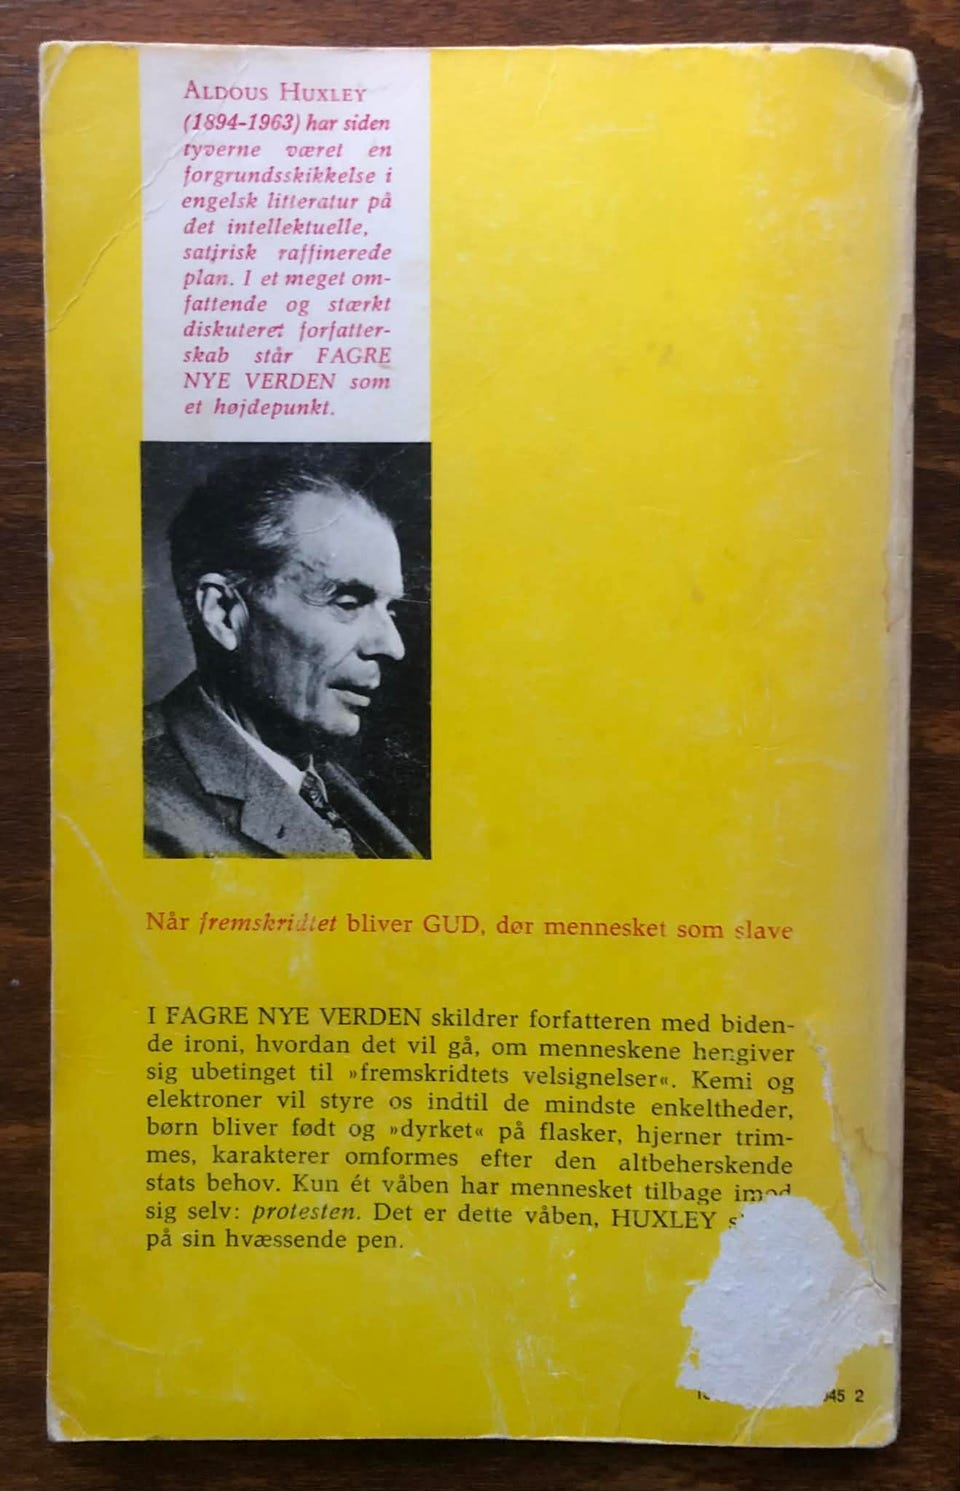 ALDOUS HUXLEY
(1894-1963) har siden
tyverne været en
forgrundsskikkelse i
engelsk litteratur på
det intellektuelle,
satirisk raffinerede
plan. I et meget om-
fattende og stærkt
diskuteret forfatter-
skab står FAGRE
NYE VERDEN som
et højdepunkt.
Når fremskridtet bliver GUD, dør mennesket som slave
I FAGRE NYE VERDEN skildrer forfatteren med biden-
de ironi, hvordan det vil gå, om menneskene hengiver
sig ubetinget til »fremskridtets velsignelser«. Kemi og
elektroner vil styre os indtil de mindste enkeltheder,
børn bliver født og »dyrket« på flasker, hjerner trim-
mes, karakterer omformes efter den altbeherskende
stats behov. Kun ét våben har mennesket tilbage imod
sig selv: protesten. Det er dette våben, HUXLEY
på sin hvæssende pen.
45 2